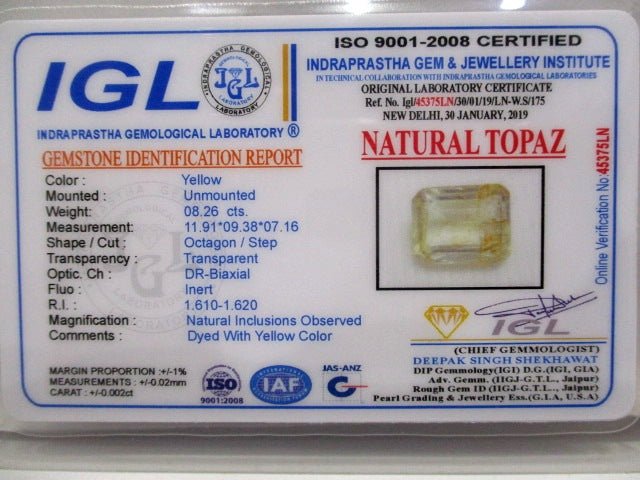 IGL
INDRAPRASTHA GEMOLOGICAL LABORATORY ®
GEMSTONE IDENTIFICATION REPORT
Color : Yellow
Mounted : Unmounted
Weight: 08.26 cts.
Measurement: 11.91*09.38*07.16
Shape / Cut : Octagon / Step
Transparency : Transparent
Optic. Ch : DR-Biaxial
Fluo : Inert
R.I. : 1.610-1.620
Magnification : Natural Inclusions Observed
Comments : Dyed With Yellow Color
MARGIN PROPORTION :+/-1%
MEASUREMENTS : +/-0.02mm
CARAT : +/-0.002ct
ISO
9001:2008
IAF
JAS-ANZ
ISO 9001-2008 CERTIFIED
INDRAPRASTHA GEM & JEWELLERY INSTITUTE
IN TECHNICAL COLLABORATION WITH INDRAPRASTHA GEMOLOGICAL LABORATORIES
ORIGINAL LABORATORY CERTIFICATE
Ref. No. Igl/45375LN/30/01/19/LN-W.S/175
NEW DELHI, 30 JANUARY, 2019
NATURAL TOPAZ
Online Verification No:45375LN
IGL
(CHIEF GEMMOLOGIST)
DEEPAK SINGH SHEKHAWAT
DIP Gemmology(IGI) D.G.(IGI, GIA)
Adv. Gemm. (IIGJ-G.T.L., Jaipur)
Rough Gem ID (IIGJ-G.T.L., Jaipur)
Pearl Grading & Jewellery Ess.(G.I.A, U.S.A)